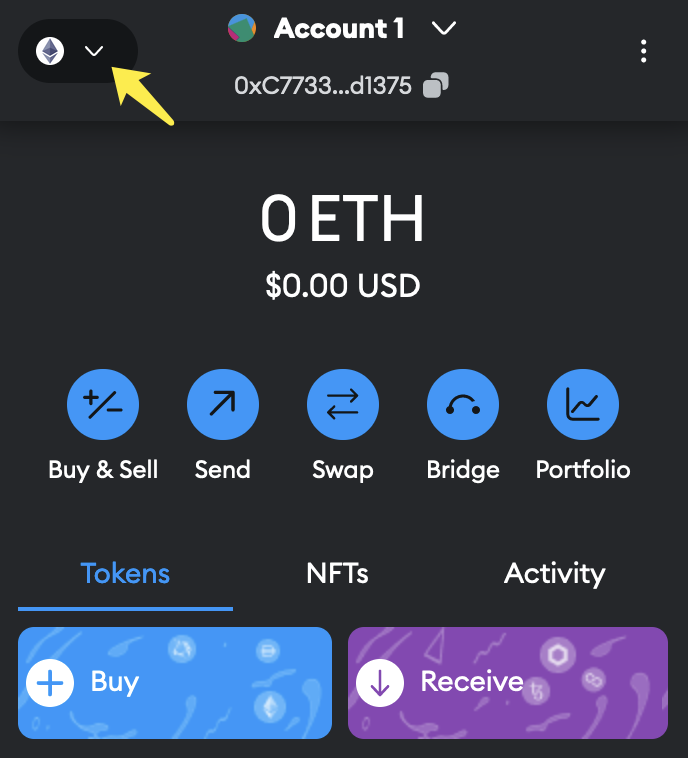 Account 1
0xC7733...d1375
0 ETH
$0.00 USD
Buy & Sell
Send
Swap
Bridge
Portfolio
Tokens
NFTs
Activity
Buy
Receive